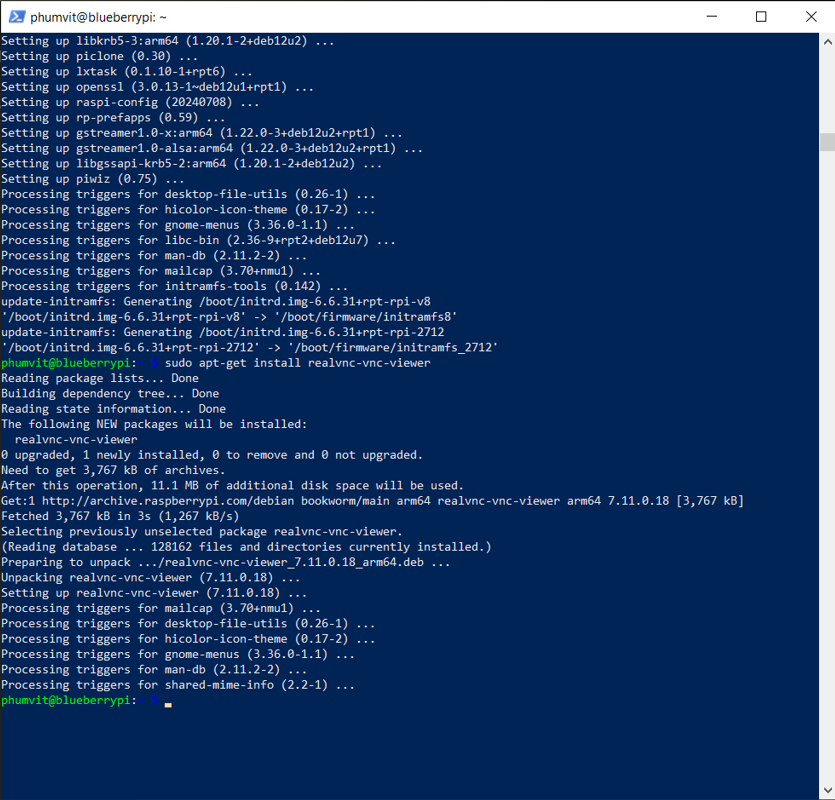 phumvit@blueberrypi: ~
Setting up libkrb5-3:arm64 (1.20.1-2+deb12u2) ...
Setting up piclone (0.30) ...
Setting up lxtask (0.1.10-1+rpt6) ...
Setting up openssl (3.0.13-1~deb12u1+rpt1) ...
Setting up raspi-config (20240708) ...
Setting up rp-prefapps (0.59) ...
Setting up gstreamer1.0-x:arm64 (1.22.0-3+deb12u2+rpt1) ...
Setting up gstreamer1.0-alsa:arm64 (1.22.0-3+deb12u2+rpt1) ...
Setting up libgssapi-krb5-2:arm64 (1.20.1-2+deb12u2) ...
Setting up piwiz (0.75) ...
Processing triggers for desktop-file-utils (0.26-1) ...
Processing triggers for hicolor-icon-theme (0.17-2) ...
Processing triggers for gnome-menus (3.36.0-1.1) ...
Processing triggers for libc-bin (2.36-9+rpt2+deb12u7) ...
Processing triggers for man-db (2.11.2-2) ...
Processing triggers for mailcap (3.70+nmu1) ...
Processing triggers for initramfs-tools (0.142) ...
update-initramfs: Generating /boot/initrd.img-6.6.31+rpt-rpi-v8
'/boot/initrd.img-6.6.31+rpt-rpi-v8' -> '/boot/firmware/initramfs8'
update-initramfs: Generating /boot/initrd.img-6.6.31+rpt-rpi-2712
'/boot/initrd.img-6.6.31+rpt-rpi-2712' -> '/boot/firmware/initramfs_2712'
phumvit@blueberrypi:~ $ sudo apt-get install realvnc-vnc-viewer
Reading package lists... Done
Building dependency tree... Done
Reading state information... Done
The following NEW packages will be installed:
  realvnc-vnc-viewer
0 upgraded, 1 newly installed, 0 to remove and 0 not upgraded.
Need to get 3,767 kB of archives.
After this operation, 11.1 MB of additional disk space will be used.
Get:1 http://archive.raspberrypi.com/debian bookworm/main arm64 realvnc-vnc-viewer arm64 7.11.0.18 [3,767 kB]
Fetched 3,767 kB in 3s (1,267 kB/s)
Selecting previously unselected package realvnc-vnc-viewer.
(Reading database ... 128162 files and directories currently installed.)
Preparing to unpack .../realvnc-vnc-viewer_7.11.0.18_arm64.deb ...
Unpacking realvnc-vnc-viewer (7.11.0.18) ...
Setting up realvnc-vnc-viewer (7.11.0.18) ...
Processing triggers for mailcap (3.70+nmu1) ...
Processing triggers for desktop-file-utils (0.26-1) ...
Processing triggers for hicolor-icon-theme (0.17-2) ...
Processing triggers for gnome-menus (3.36.0-1.1) ...
Processing triggers for man-db (2.11.2-2) ...
Processing triggers for shared-mime-info (2.2-1) ...
phumvit@blueberrypi:~ $